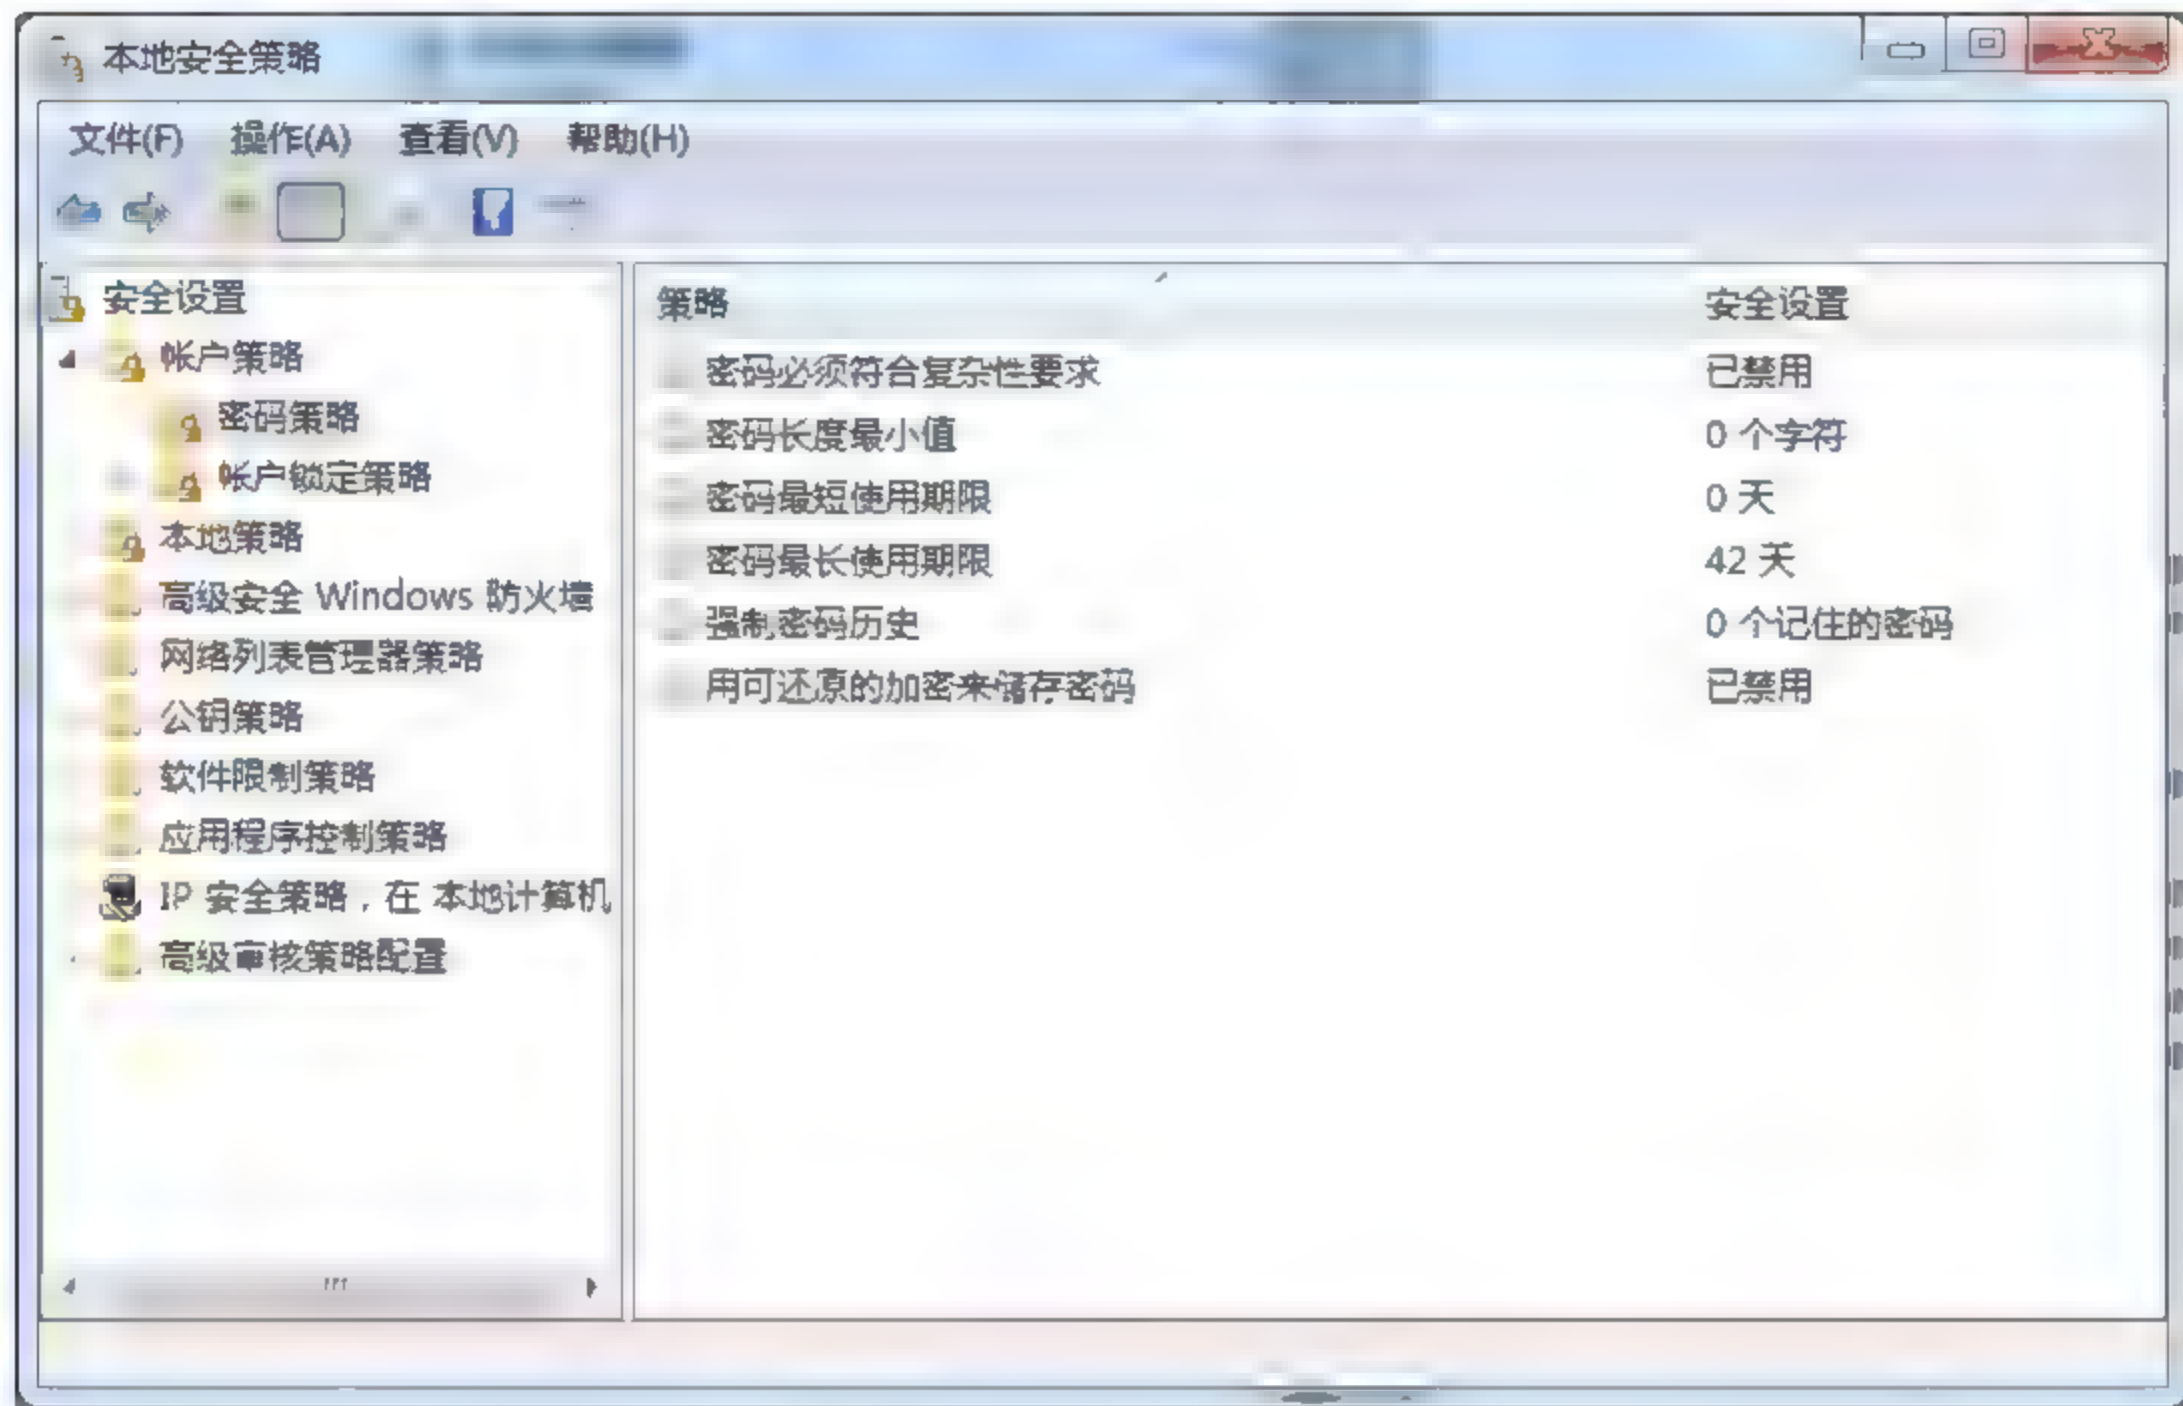 本地安全策略
文件(F) 操作(A) 查看(V) 帮助(H)
安全设置
帐户策略
密码策略
帐户锁定策略
本地策略
高级安全 Windows 防火墙
网络列表管理器策略
公钥策略
软件限制策略
应用程序控制策略
IP 安全策略，在 本地计算机
高级审核策略配置
策略 安全设置
密码必须符合复杂性要求 已禁用
密码长度最小值 0 个字符
密码最短使用期限 0 天
密码最长使用期限 42 天
强制密码历史 0 个记住的密码
用可还原的加密来储存密码 已禁用